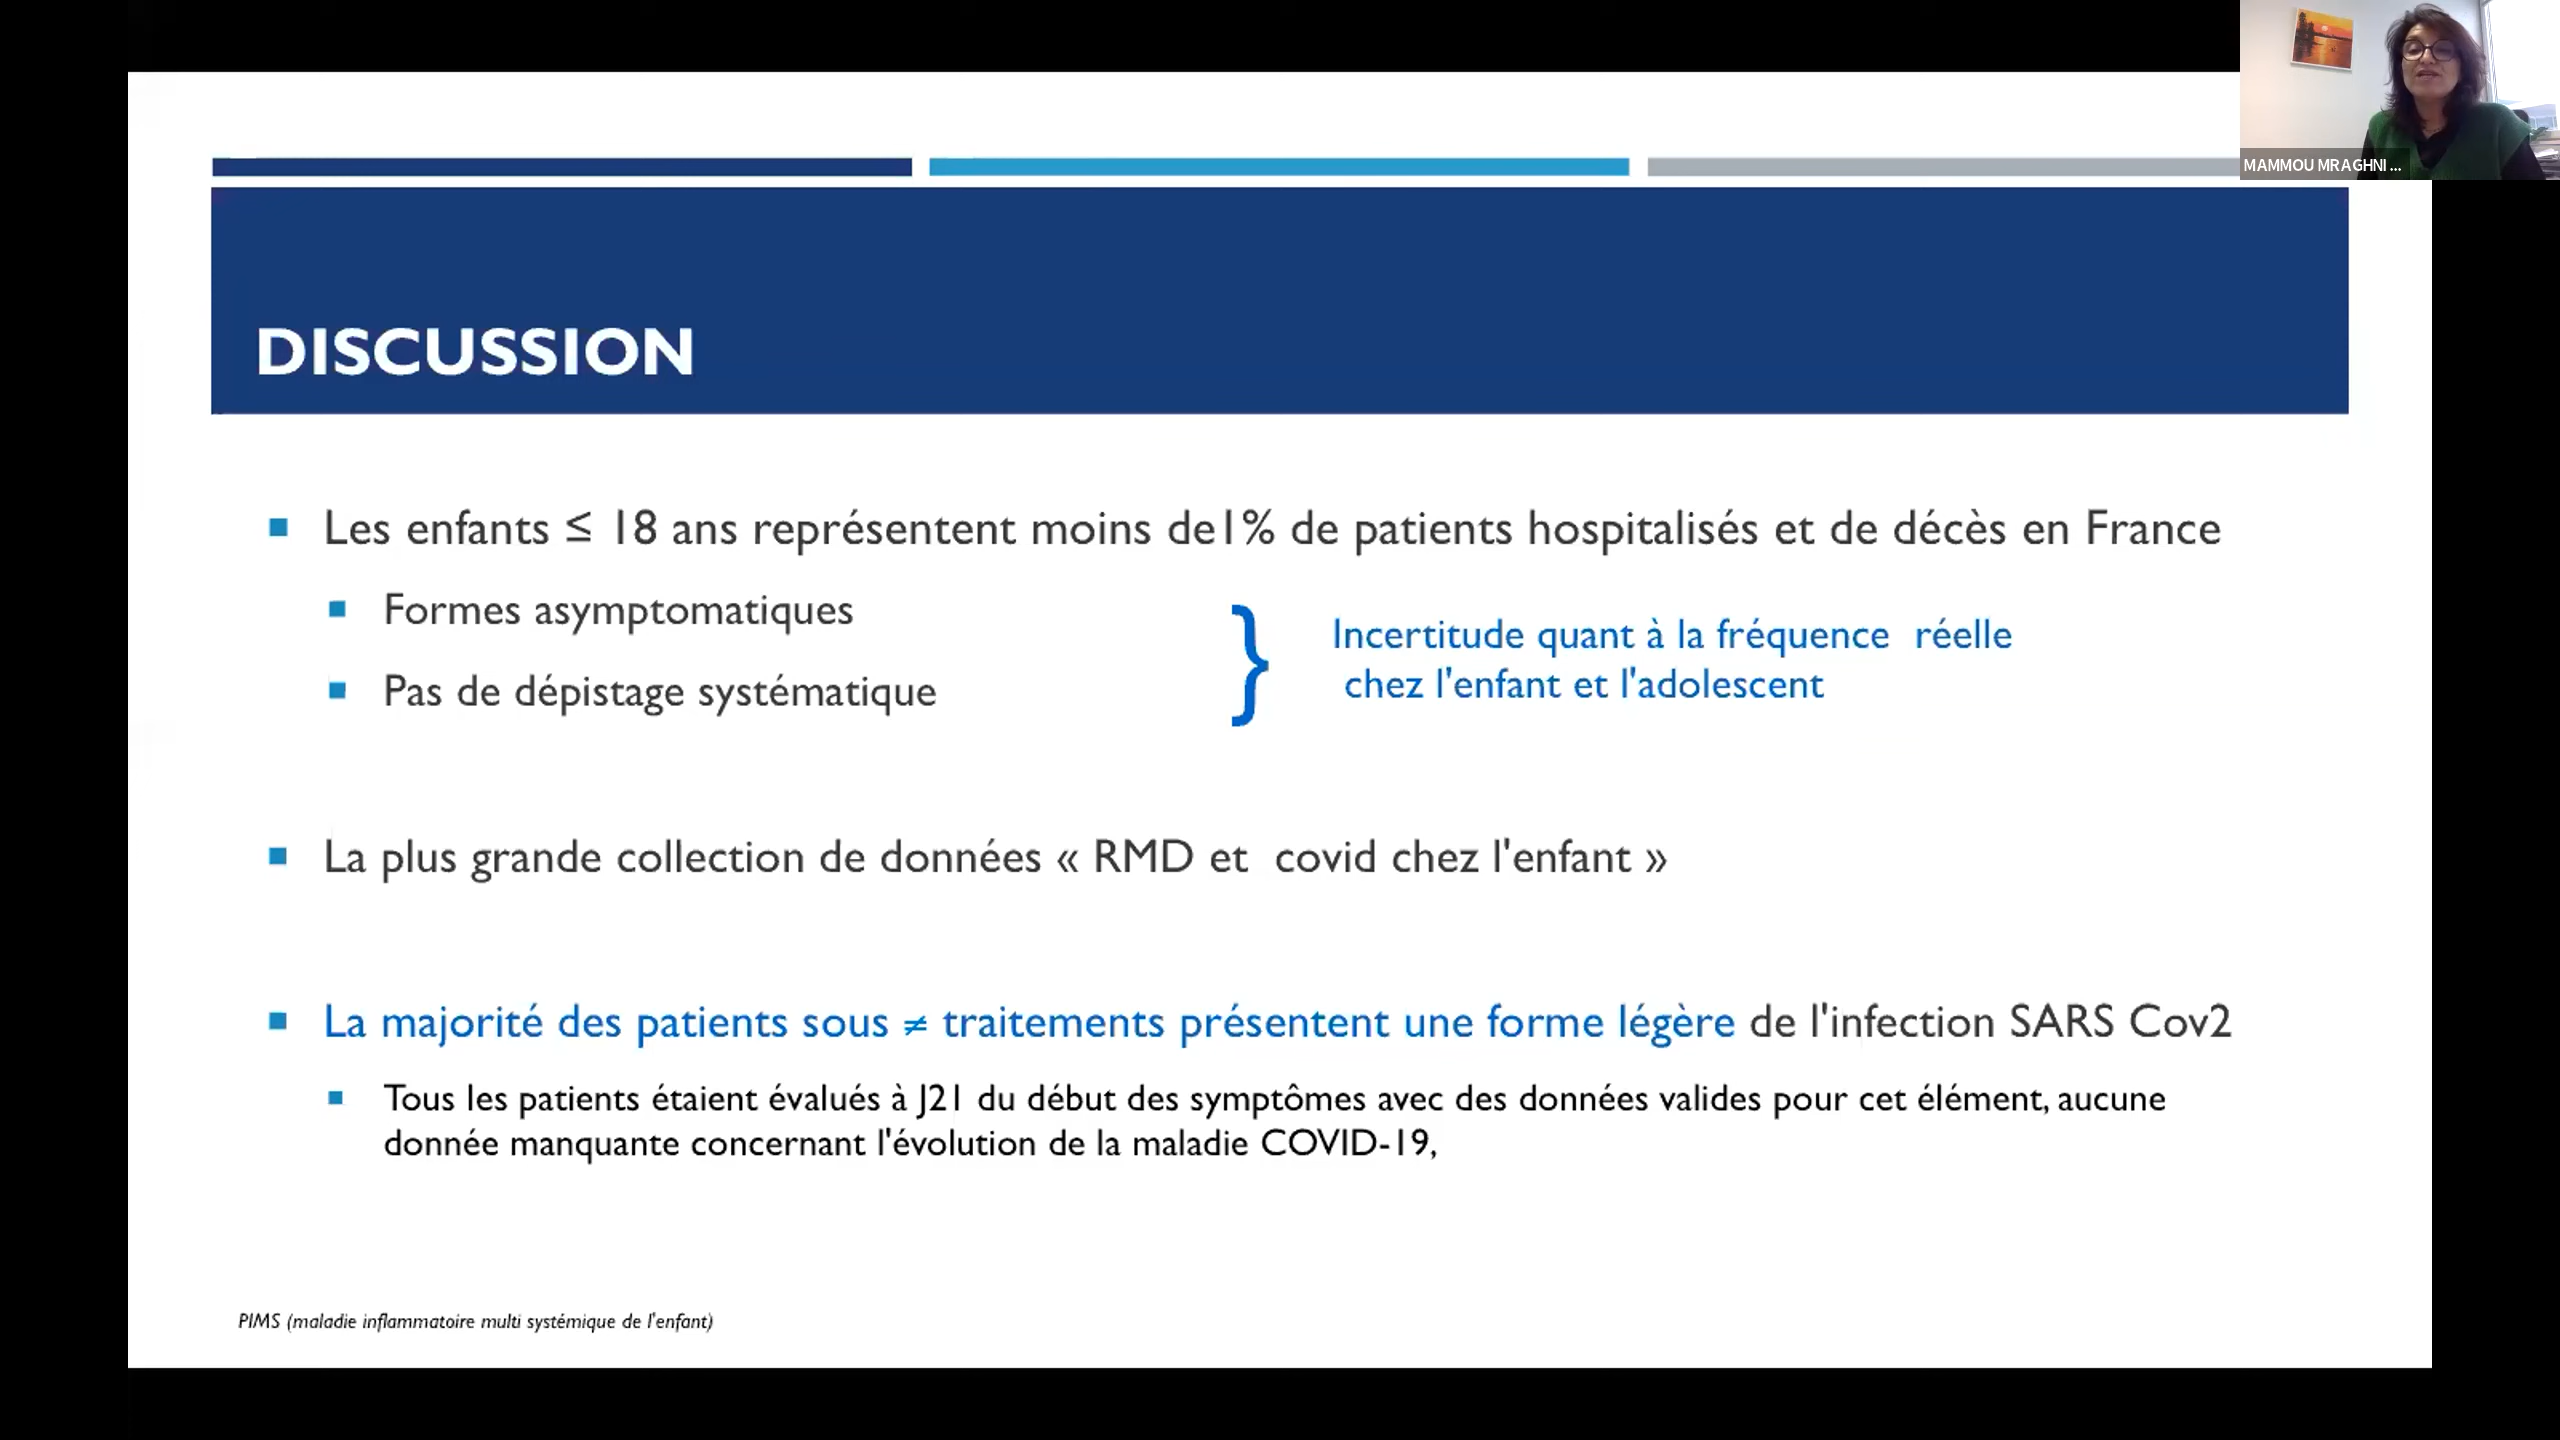 MAMMOU MRAGHNI ...
DISCUSSION
Les enfants ≤ 18 ans représentent moins de1% de patients hospitalisés et de décès en France
Formes asymptomatiques
Pas de dépistage systématique
}
Incertitude quant à la fréquence  réelle
chez l'enfant et l'adolescent
La plus grande collection de données « RMD et  covid chez l'enfant »
La majorité des patients sous ≠ traitements présentent une forme légère de l'infection SARS Cov2
Tous les patients étaient évalués à J21 du début des symptômes avec des données valides pour cet élément, aucune
donnée manquante concernant l'évolution de la maladie COVID-19,
PIMS (maladie inflammatoire multi systémique de l'enfant)